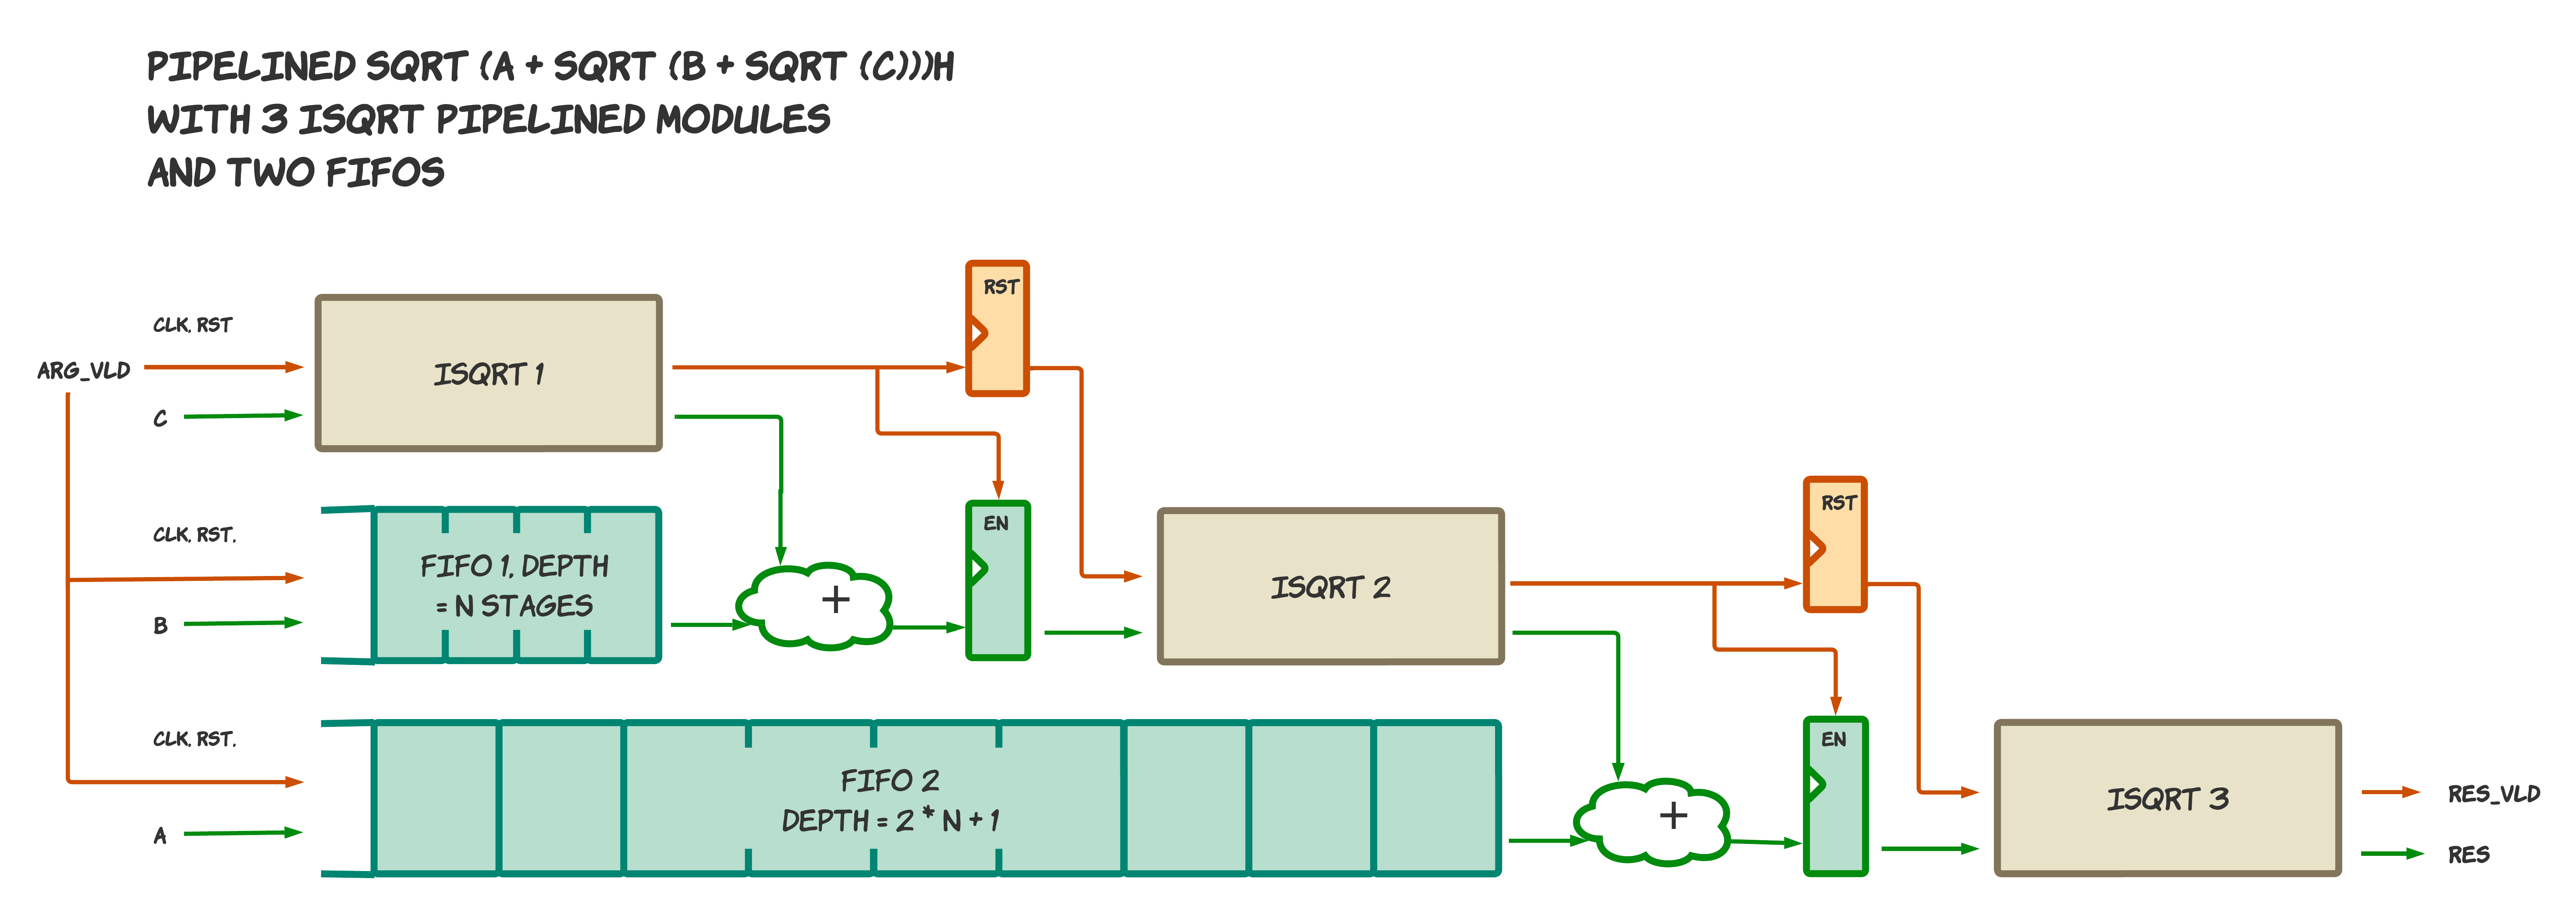 PIPELINED SQRT (A + SQRT (B + SQRT (C)))H
WITH 3 ISQRT PIPELINED MODULES
AND TWO FIFOS
RST
CLK, RST
ISQRT 1
ARG_VLD
C
RST
EN
CLK, RST,
FIFO 1, DEPTH
= N STAGES
+
ISQRT 2
B
CLK, RST,
EN
FIFO 2
DEPTH = 2 * N + 1
+
ISQRT 3
RES_VLD
A
RES